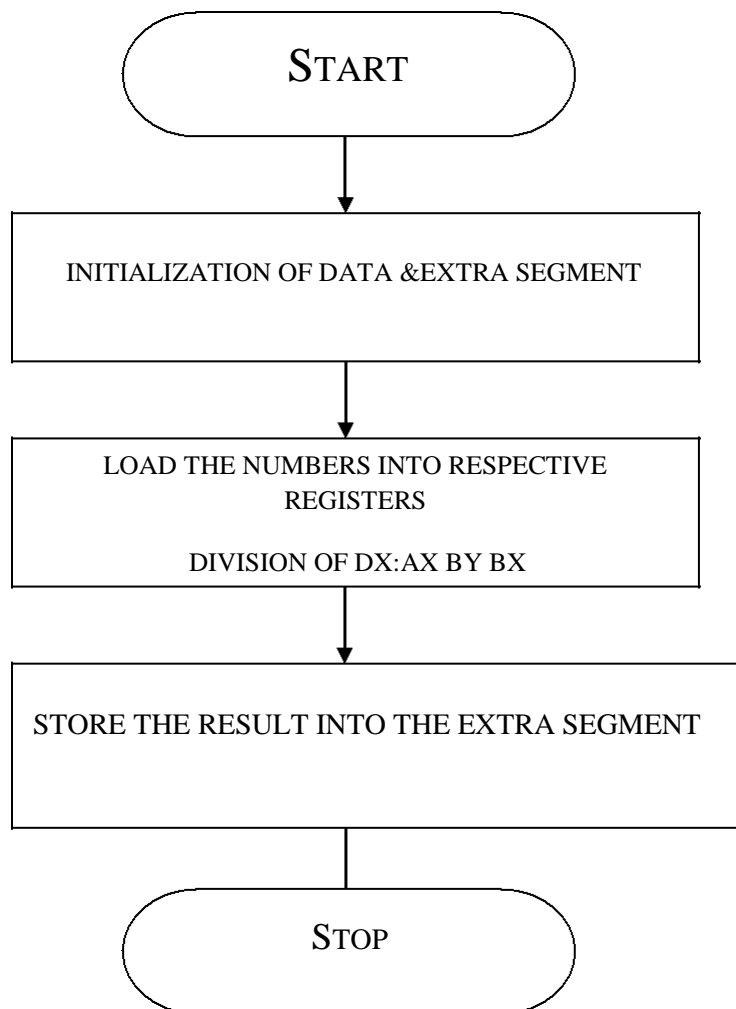 START
INITIALIZATION OF DATA &EXTRA SEGMENT
LOAD THE NUMBERS INTO RESPECTIVE
REGISTERS
DIVISION OF DX:AX BY BX
STORE THE RESULT INTO THE EXTRA SEGMENT
STOP